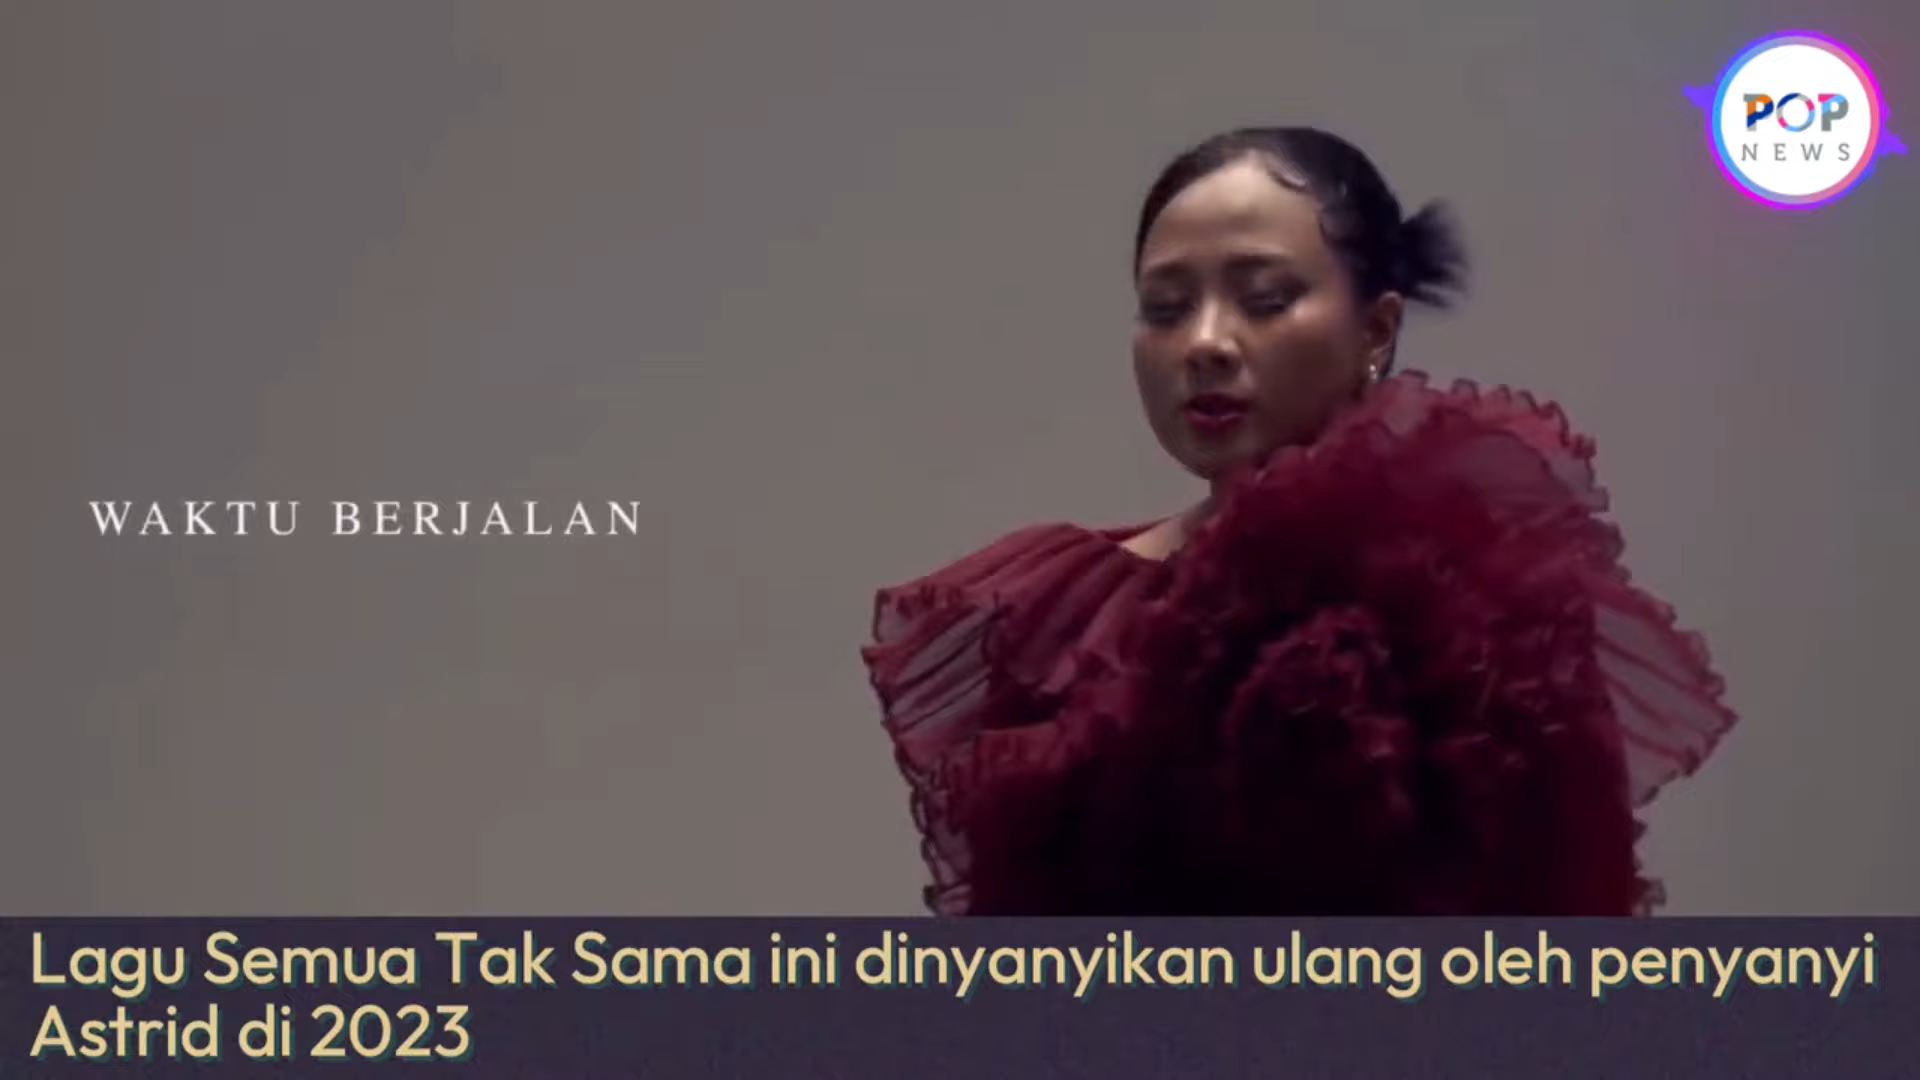 POP
NEWS
WAKTU BERJALAN
Lagu Semua Tak Sama ini dinyanyikan ulang oleh penyanyi
Astrid di 2023